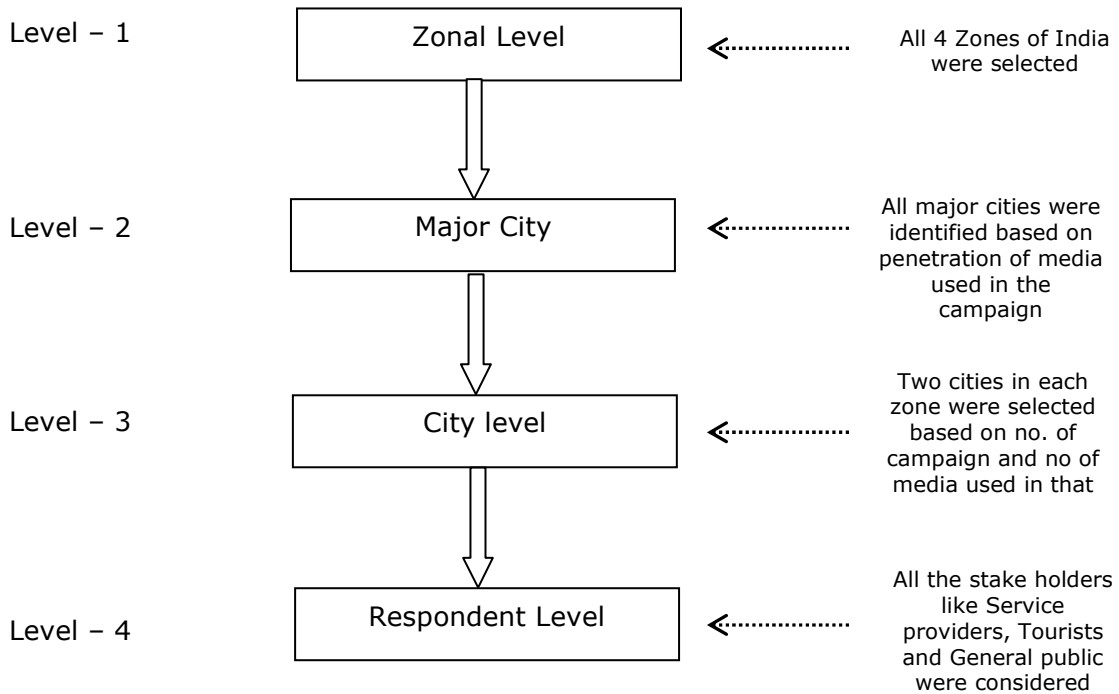 Level – 1
Zonal Level
All 4 Zones of India
were selected
Level – 2
Major City
All major cities were
identified based on
penetration of media
used in the
campaign
Level – 3
City level
Two cities in each
zone were selected
based on no. of
campaign and no of
media used in that
Level – 4
Respondent Level
All the stake holders
like Service
providers, Tourists
and General public
were considered